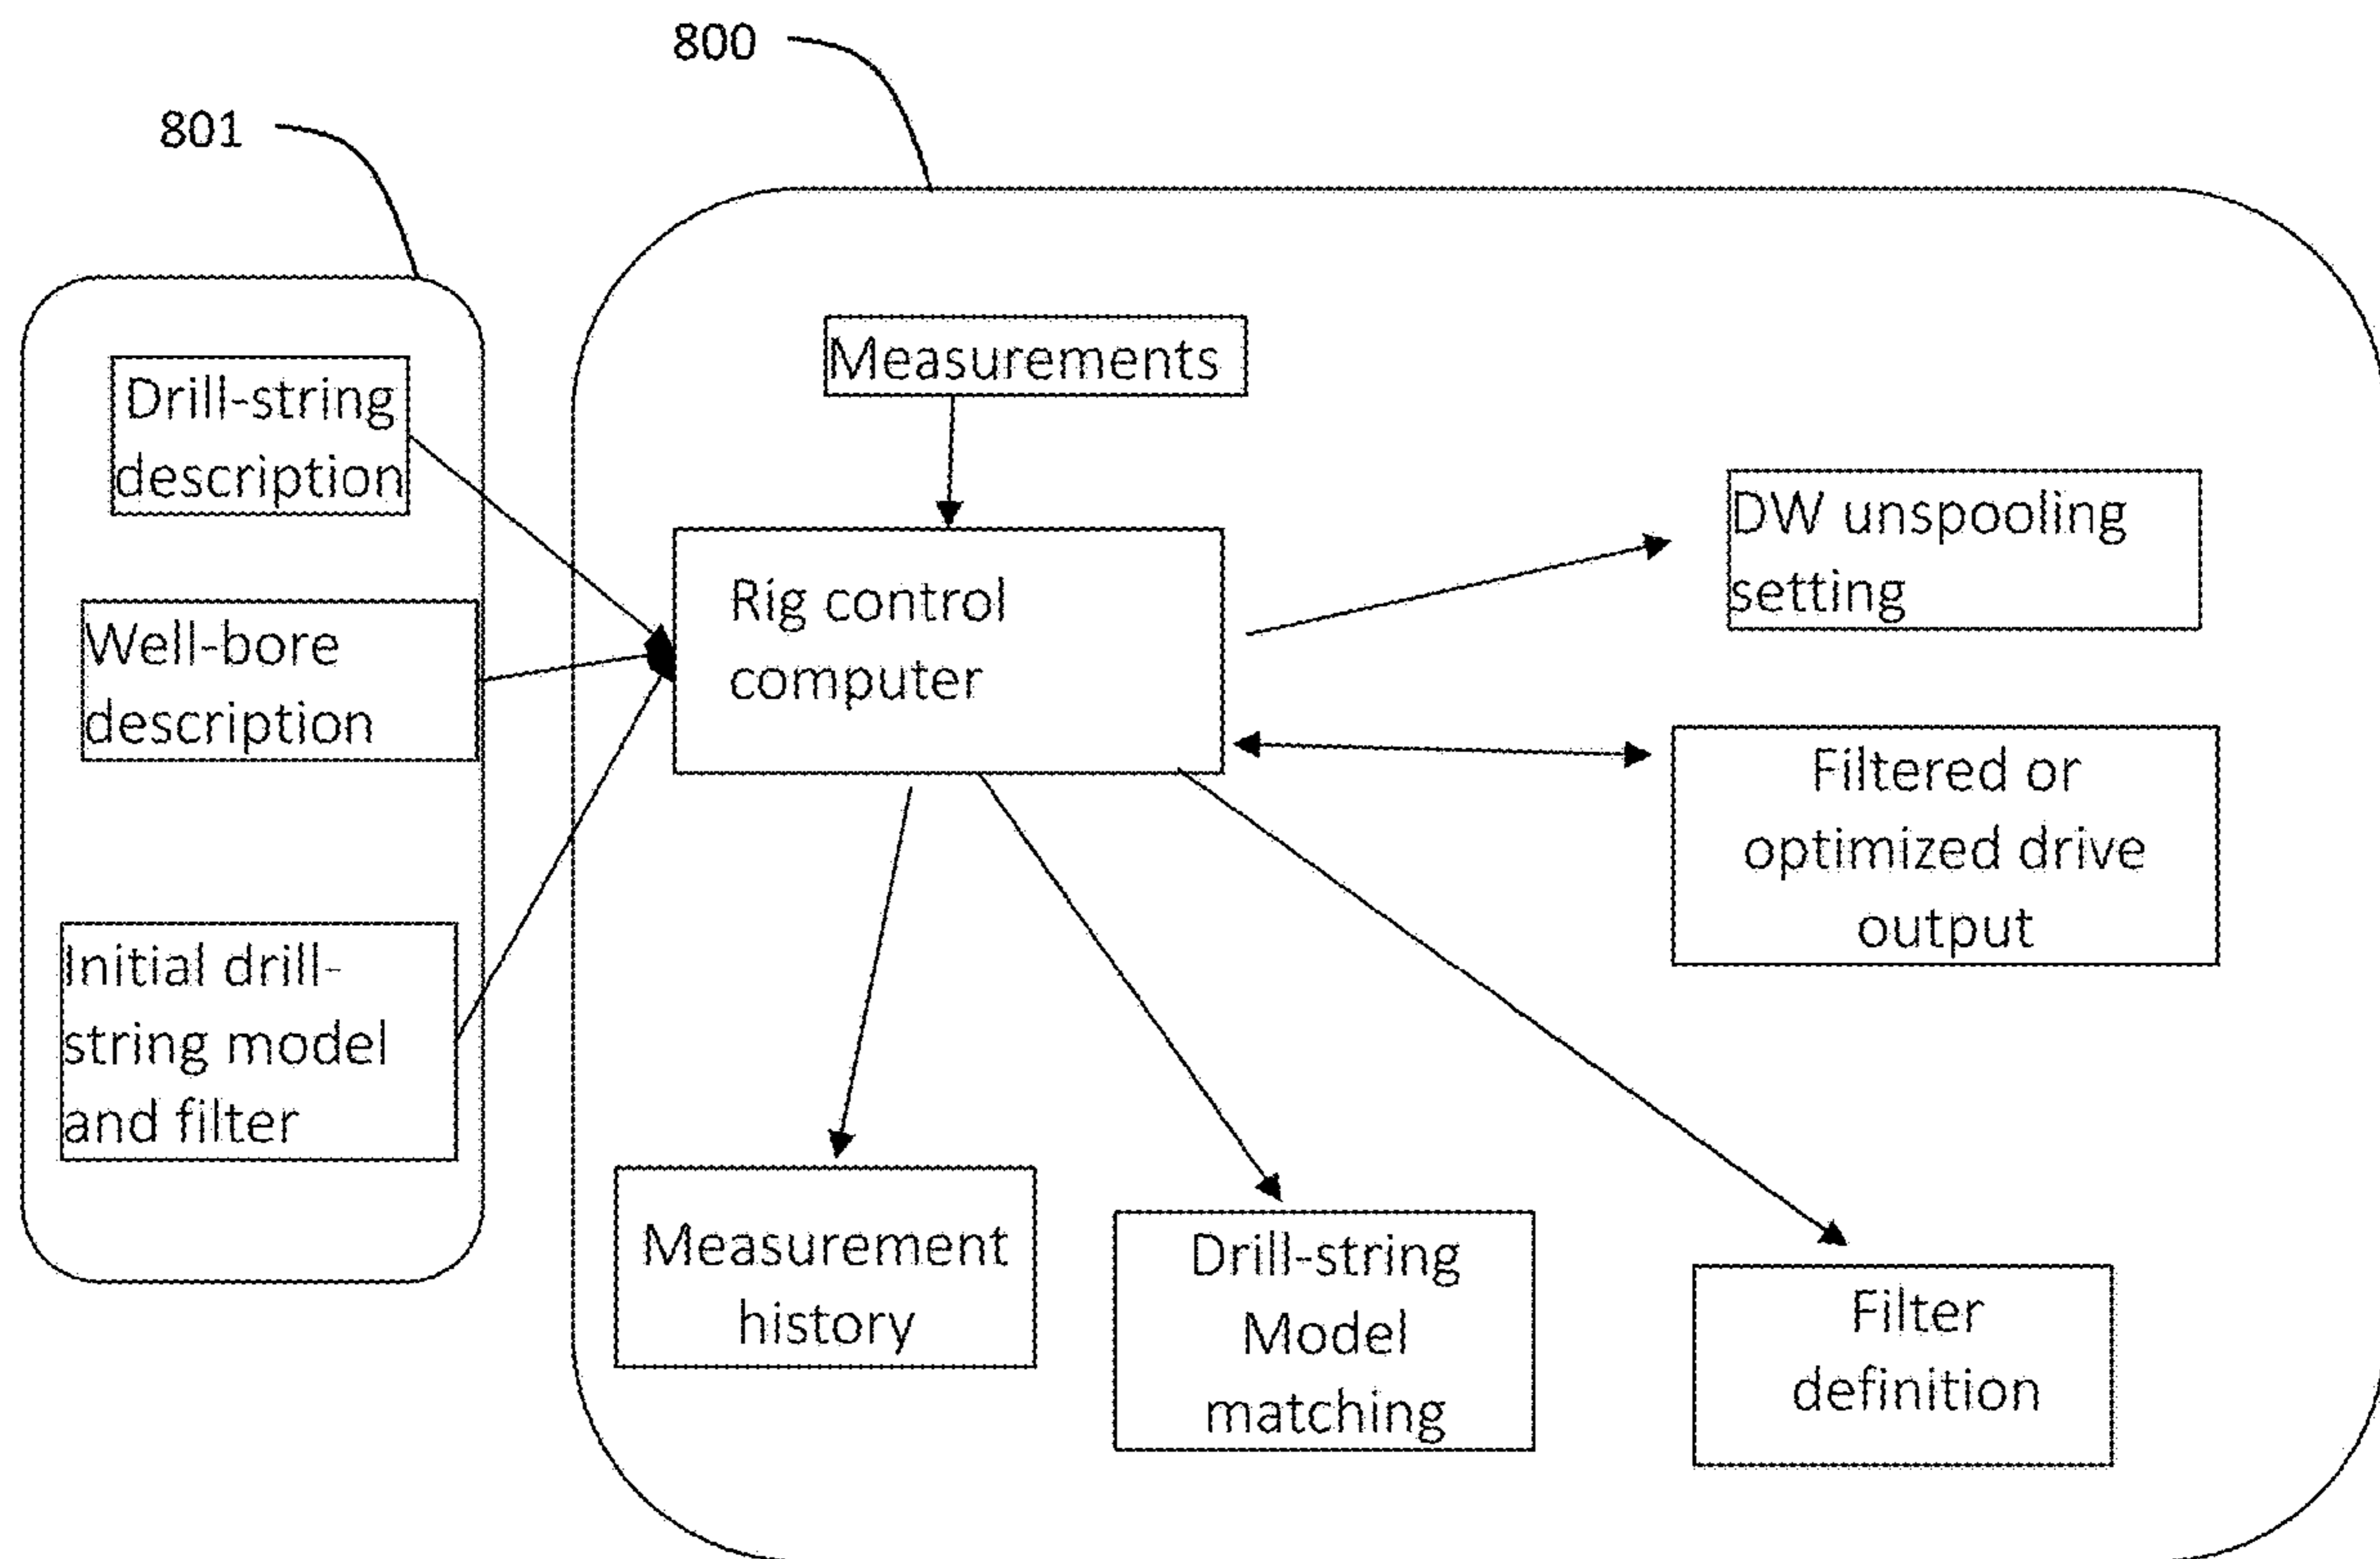 800
801
Drill-string
description
Well-bore
description
Initial drill-
string model
and filter
Measurements
Rig control
computer
DW unspooling
setting
Filtered or
optimized drive
output
Measurement
history
Drill-string
Model
matching
Filter
definition